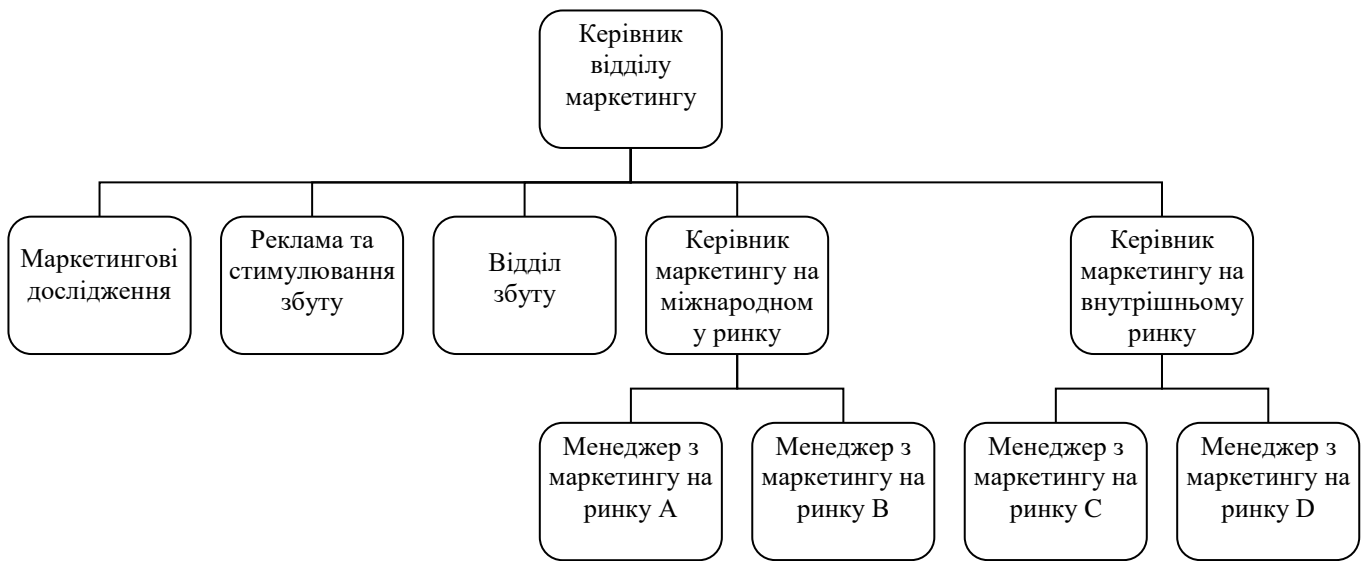 Керівник
відділу
маркетингу
Маркетингові
дослідження
Реклама та
стимулювання
збуту
Відділ
збуту
Керівник
маркетингу на
міжнародном
у ринку
Керівник
маркетингу на
внутрішньому
ринку
Менеджер з
маркетингу на
ринку A
Менеджер з
маркетингу на
ринку B
Менеджер з
маркетингу на
ринку C
Менеджер з
маркетингу на
ринку D